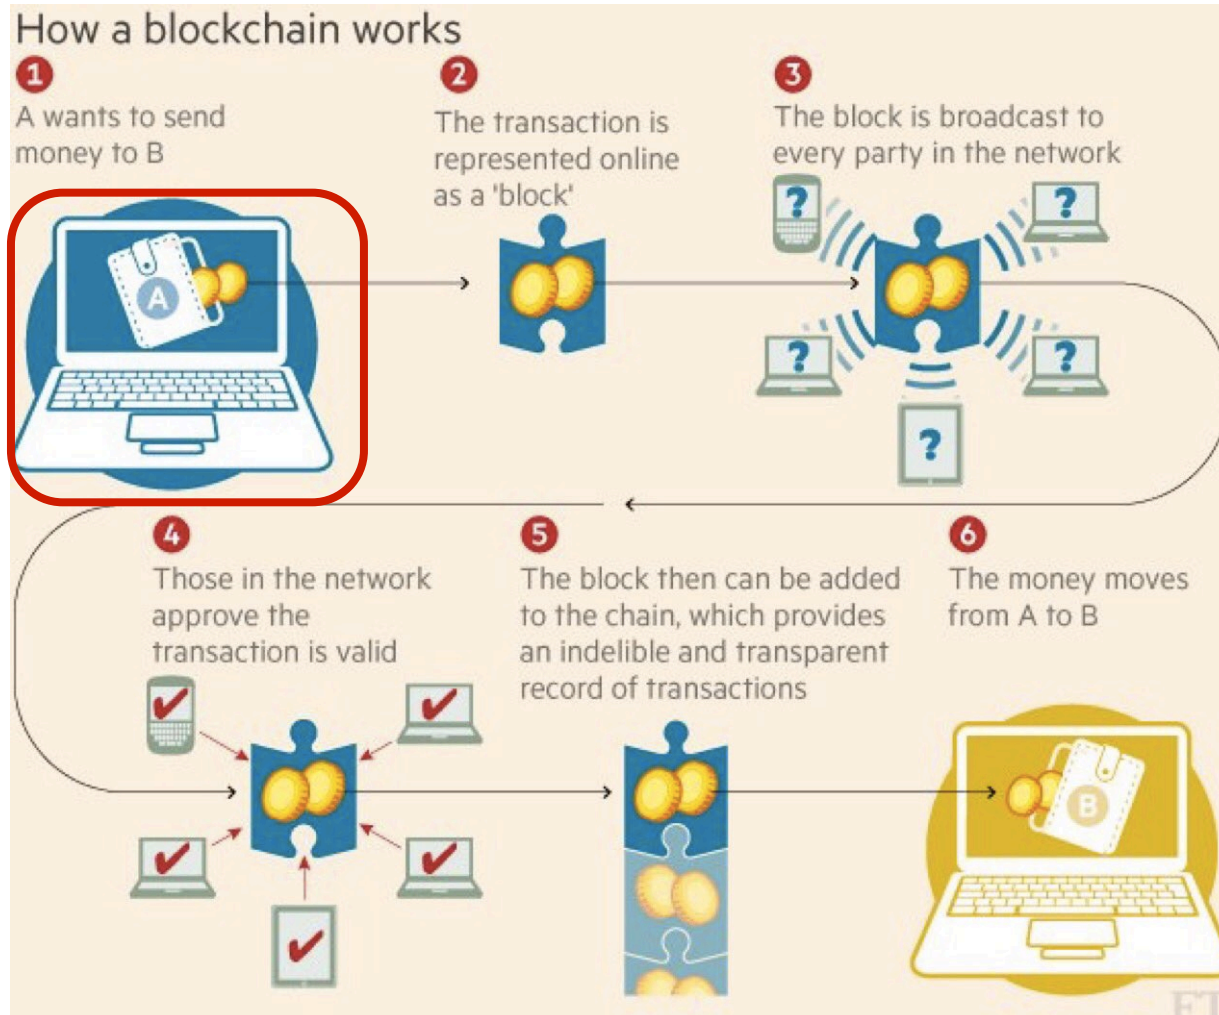 How a blockchain works
1
A wants to send
money to B
2
The transaction is
represented online
as a 'block'
3
The block is broadcast to
every party in the network
?
?
?
?
?
A
4
Those in the network
approve the
transaction is valid
5
The block then can be added
to the chain, which provides
an indelible and transparent
record of transactions
6
The money moves
from A to B
B
FT